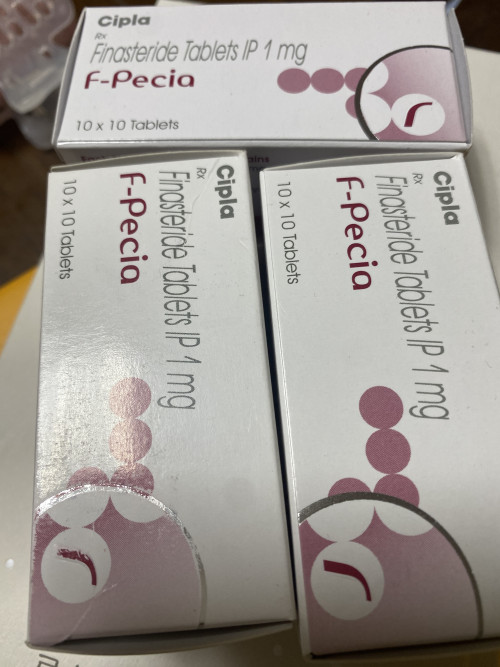 Cipla
Rx
Finasteride Tablets IP 1 mg
F-Pecia
10 x 10 Tablets
Cipla
Rx
Finasteride Tablets IP 1 mg
F-Pecia
10 x 10 Tablets
Cipla
Rx
Finasteride Tablets IP 1 mg
F-Pecia
10 x 10 Tablets